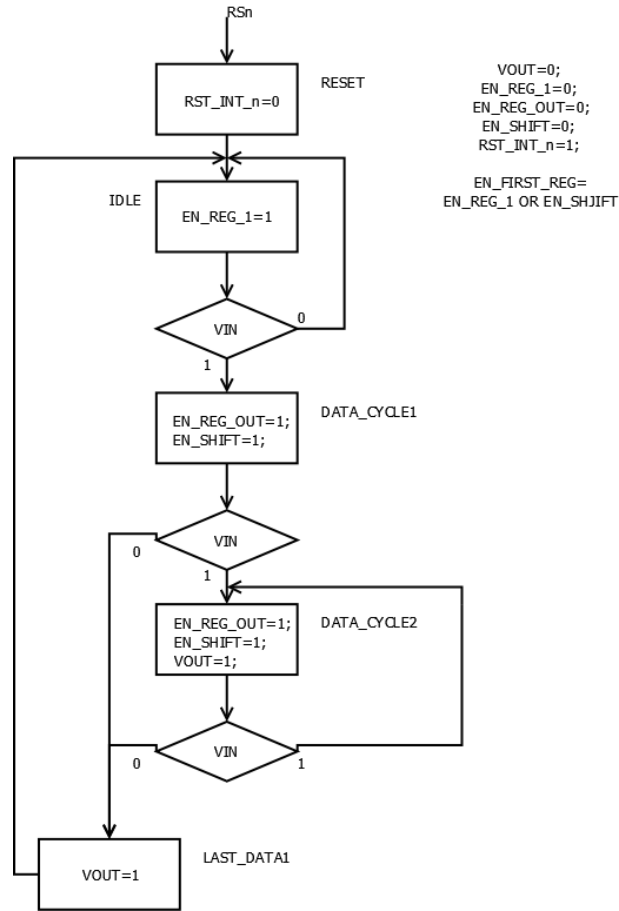 RSn
RST_INT_n=0
RESET
VOUT=0;
EN_REG_1=0;
EN_REG_OUT=0;
EN_SHIFT=0;
RST_INT_n=1;
EN_FIRST_REG=
EN_REG_1 OR EN_SHJIFT
IDLE
EN_REG_1=1
VIN
0
1
EN_REG_OUT=1;
EN_SHIFT=1;
DATA_CYCLE1
VIN
0
1
EN_REG_OUT=1;
EN_SHIFT=1;
VOUT=1;
DATA_CYCLE2
VIN
0
1
VOUT=1
LAST_DATA1